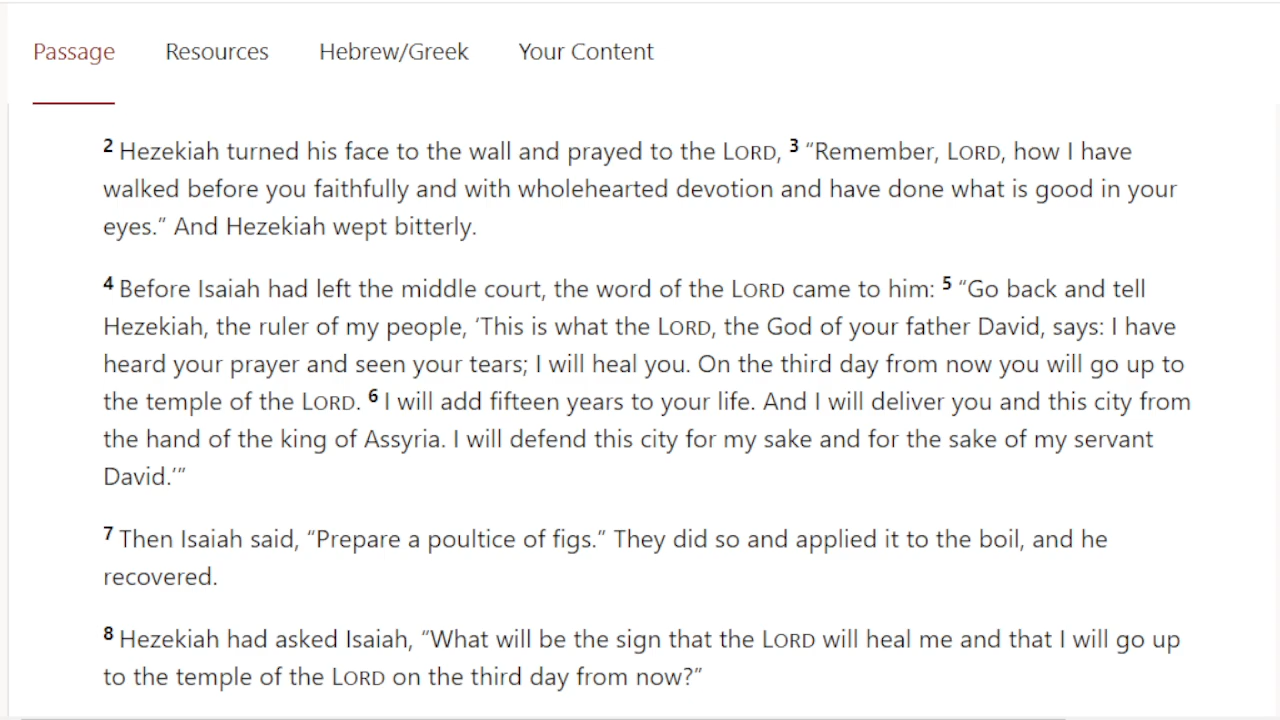 Passage Resources Hebrew/Greek Your Content
2 Hezekiah turned his face to the wall and prayed to the LORD, 3 “Remember, LORD, how I have
walked before you faithfully and with wholehearted devotion and have done what is good in your
eyes.” And Hezekiah wept bitterly.
4 Before Isaiah had left the middle court, the word of the LORD came to him: 5 “Go back and tell
Hezekiah, the ruler of my people, ‘This is what the LORD, the God of your father David, says: I have
heard your prayer and seen your tears; I will heal you. On the third day from now you will go up to
the temple of the LORD. 6 I will add fifteen years to your life. And I will deliver you and this city from
the hand of the king of Assyria. I will defend this city for my sake and for the sake of my servant
David.’”
7 Then Isaiah said, “Prepare a poultice of figs.” They did so and applied it to the boil, and he
recovered.
8 Hezekiah had asked Isaiah, “What will be the sign that the LORD will heal me and that I will go up
to the temple of the LORD on the third day from now?”